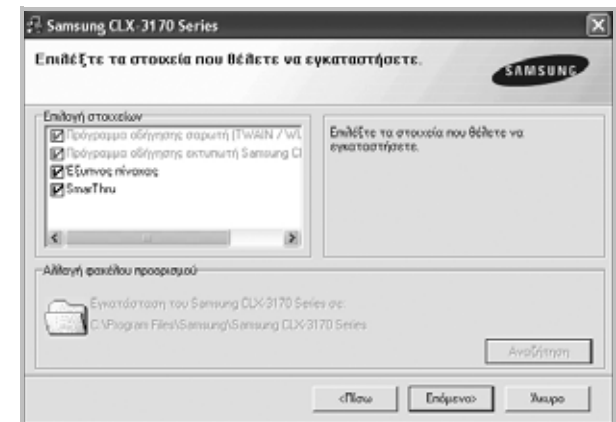 Samsung CLX-3170 Series
Επιλέξτε τα στοιχεία που θέλετε να εγκαταστήσετε.
SAMSUNG
Επιλογή στοιχείων
Πρόγραμμα οδήγησης σαρωτή (TWAIN / WI
Πρόγραμμα οδήγησης εκτυπωτή Samsung Cl
Έξυπνος πίνακας
SmarThru
Επιλέξτε τα στοιχεία που θέλετε να
εγκαταστήσετε.
Αλλαγή φακέλου προορισμού
Εγκατάσταση του Samsung CLX-3170 Series σε:
C:\Program Files\Samsung\Samsung CLX-3170 Series
Αναζήτηση
<Πίσω
Επόμενο>
Άκυρο